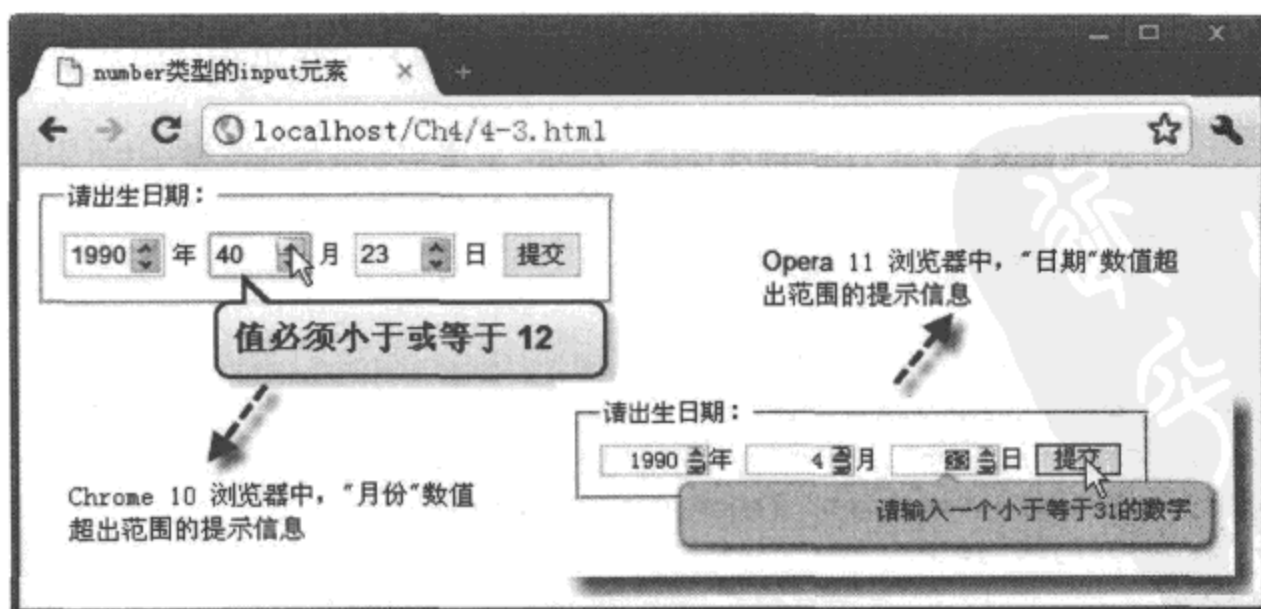 number类型的input元素
localhost/Ch4/4-3.html
请出生日期：
1990 年 40 月 23 日 提交
值必须小于或等于 12
Chrome 10 浏览器中，"月份"数值
超出范围的提示信息
Opera 11 浏览器中，"日期"数值超
出范围的提示信息
请出生日期：
1990 年 4 月 日 提交
请输入一个小于等于31的数字